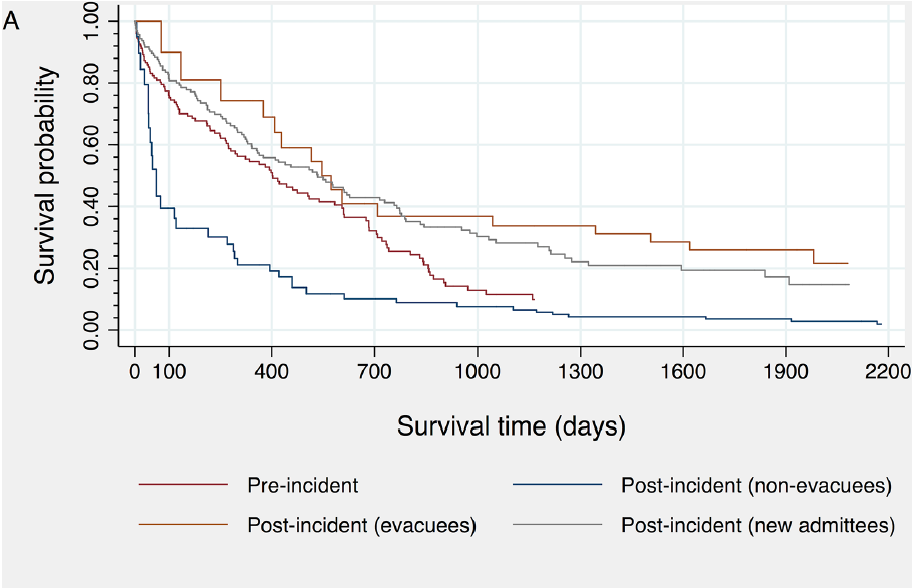 A
Survival probability
1.00
0.80
0.60
0.40
0.20
0.00
0 100 400 700 1000 1300 1600 1900 2200
Survival time (days)
Pre-incident
Post-incident (non-evacuees)
Post-incident (evacuees)
Post-incident (new admittees)